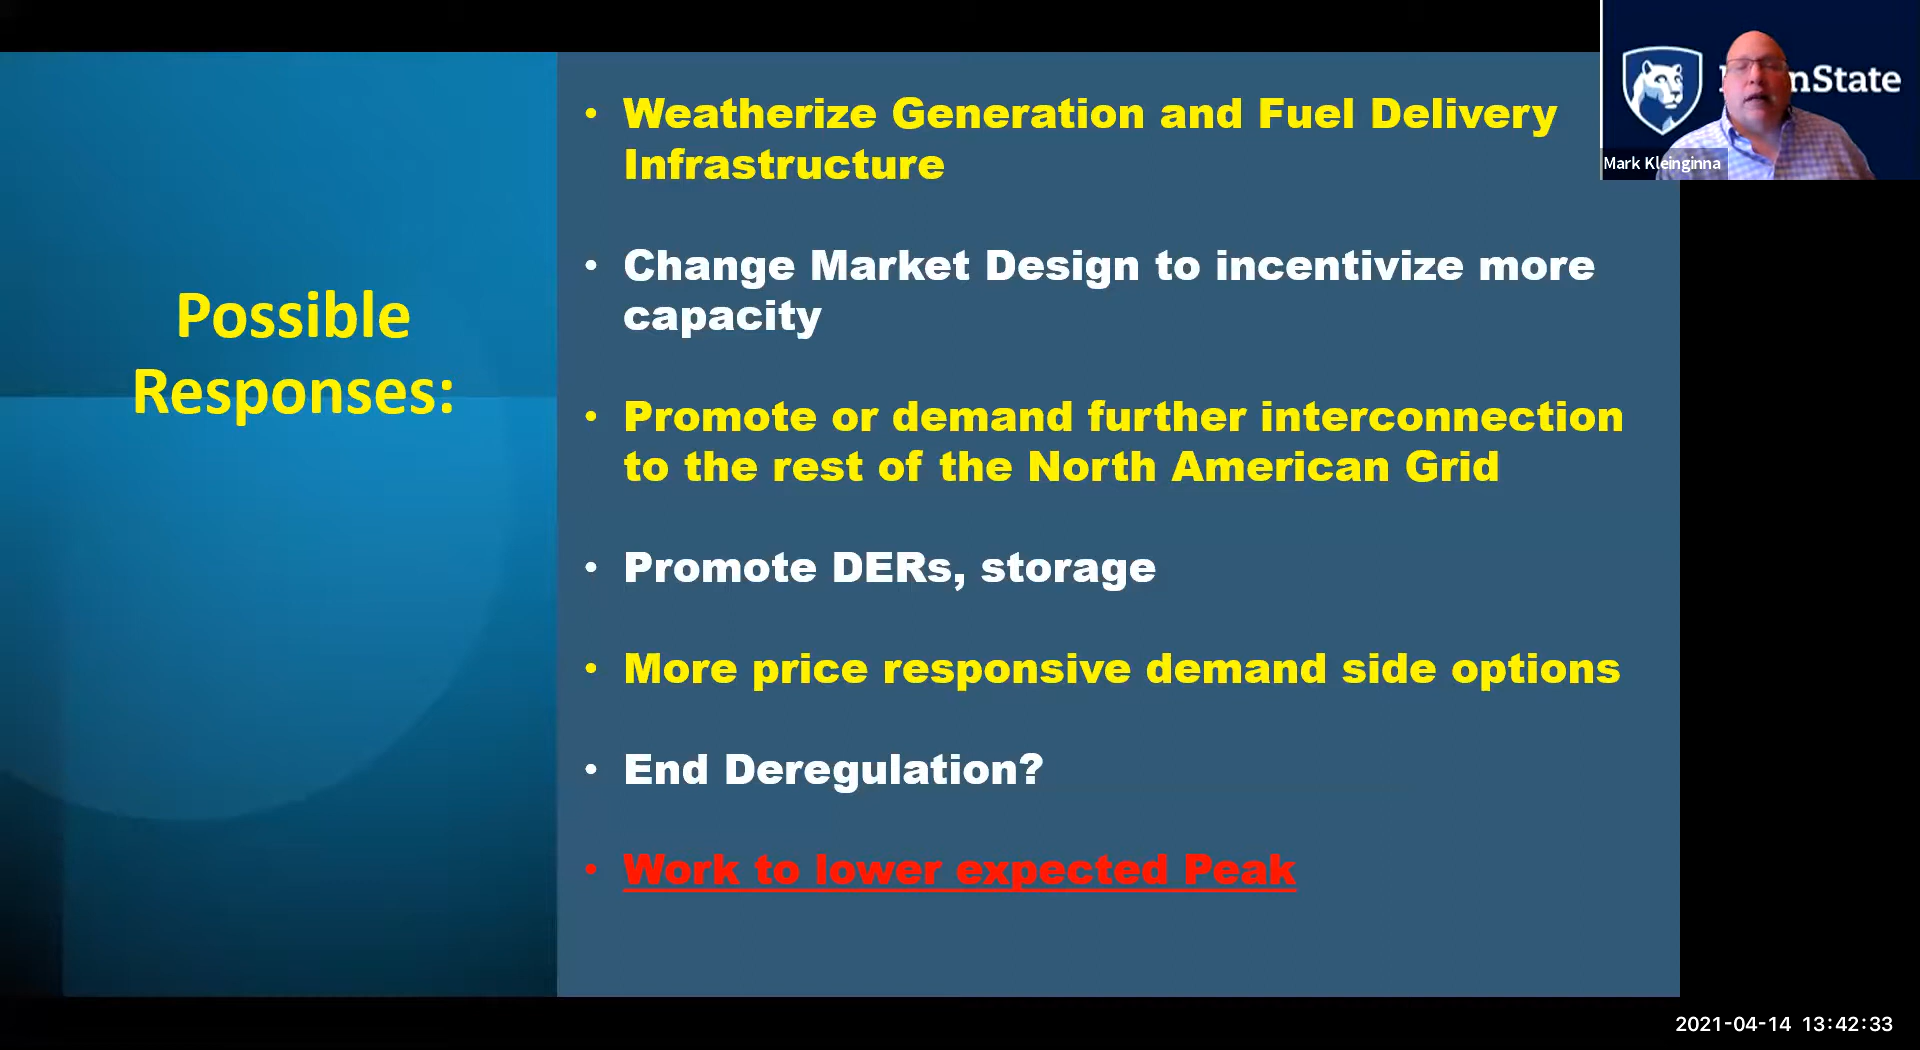 Possible
Responses:
• Weatherize Generation and Fuel Delivery
Infrastructure
• Change Market Design to incentivize more
capacity
• Promote or demand further interconnection
to the rest of the North American Grid
• Promote DERs, storage
• More price responsive demand side options
• End Deregulation?
• Work to lower expected Peak
nState
Mark Kleinginna
2021-04-14 13:42:33